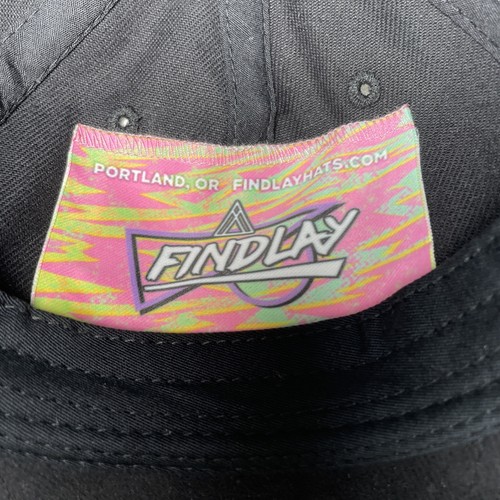 PORTLAND, OR FINDLAYHATS.COM
FINDLAY